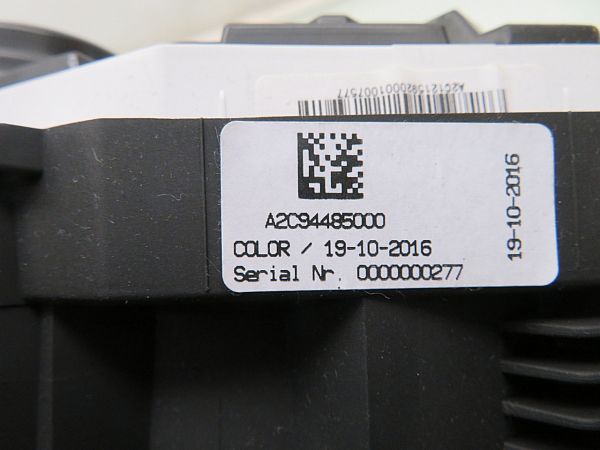 A2C94485000
COLOR / 19-10-2016
Serial Nr. 0000000277
19-10-2016